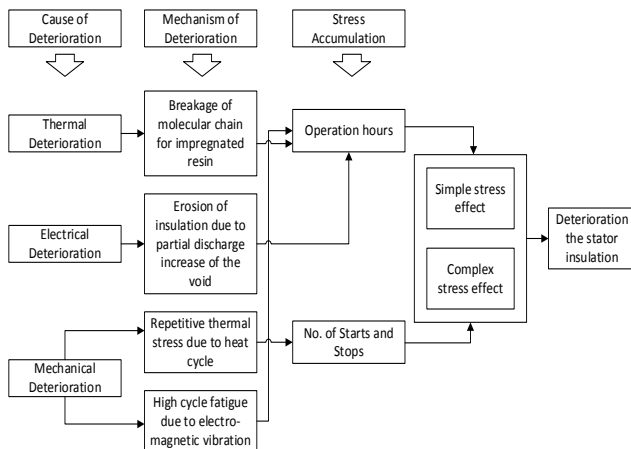 Cause of
Deterioration
Mechanism of
Deterioration
Stress
Accumulation
Thermal
Deterioration
Breakage of
molecular chain
for impregnated
resin
Operation hours
Electrical
Deterioration
Erosion of
insulation due to
partial discharge
increase of the
void
Simple stress
effect
Complex
stress effect
Deterioration
the stator
insulation
Mechanical
Deterioration
Repetitive thermal
stress due to heat
cycle
No. of Starts and
Stops
High cycle fatigue
due to electro-
magnetic vibration